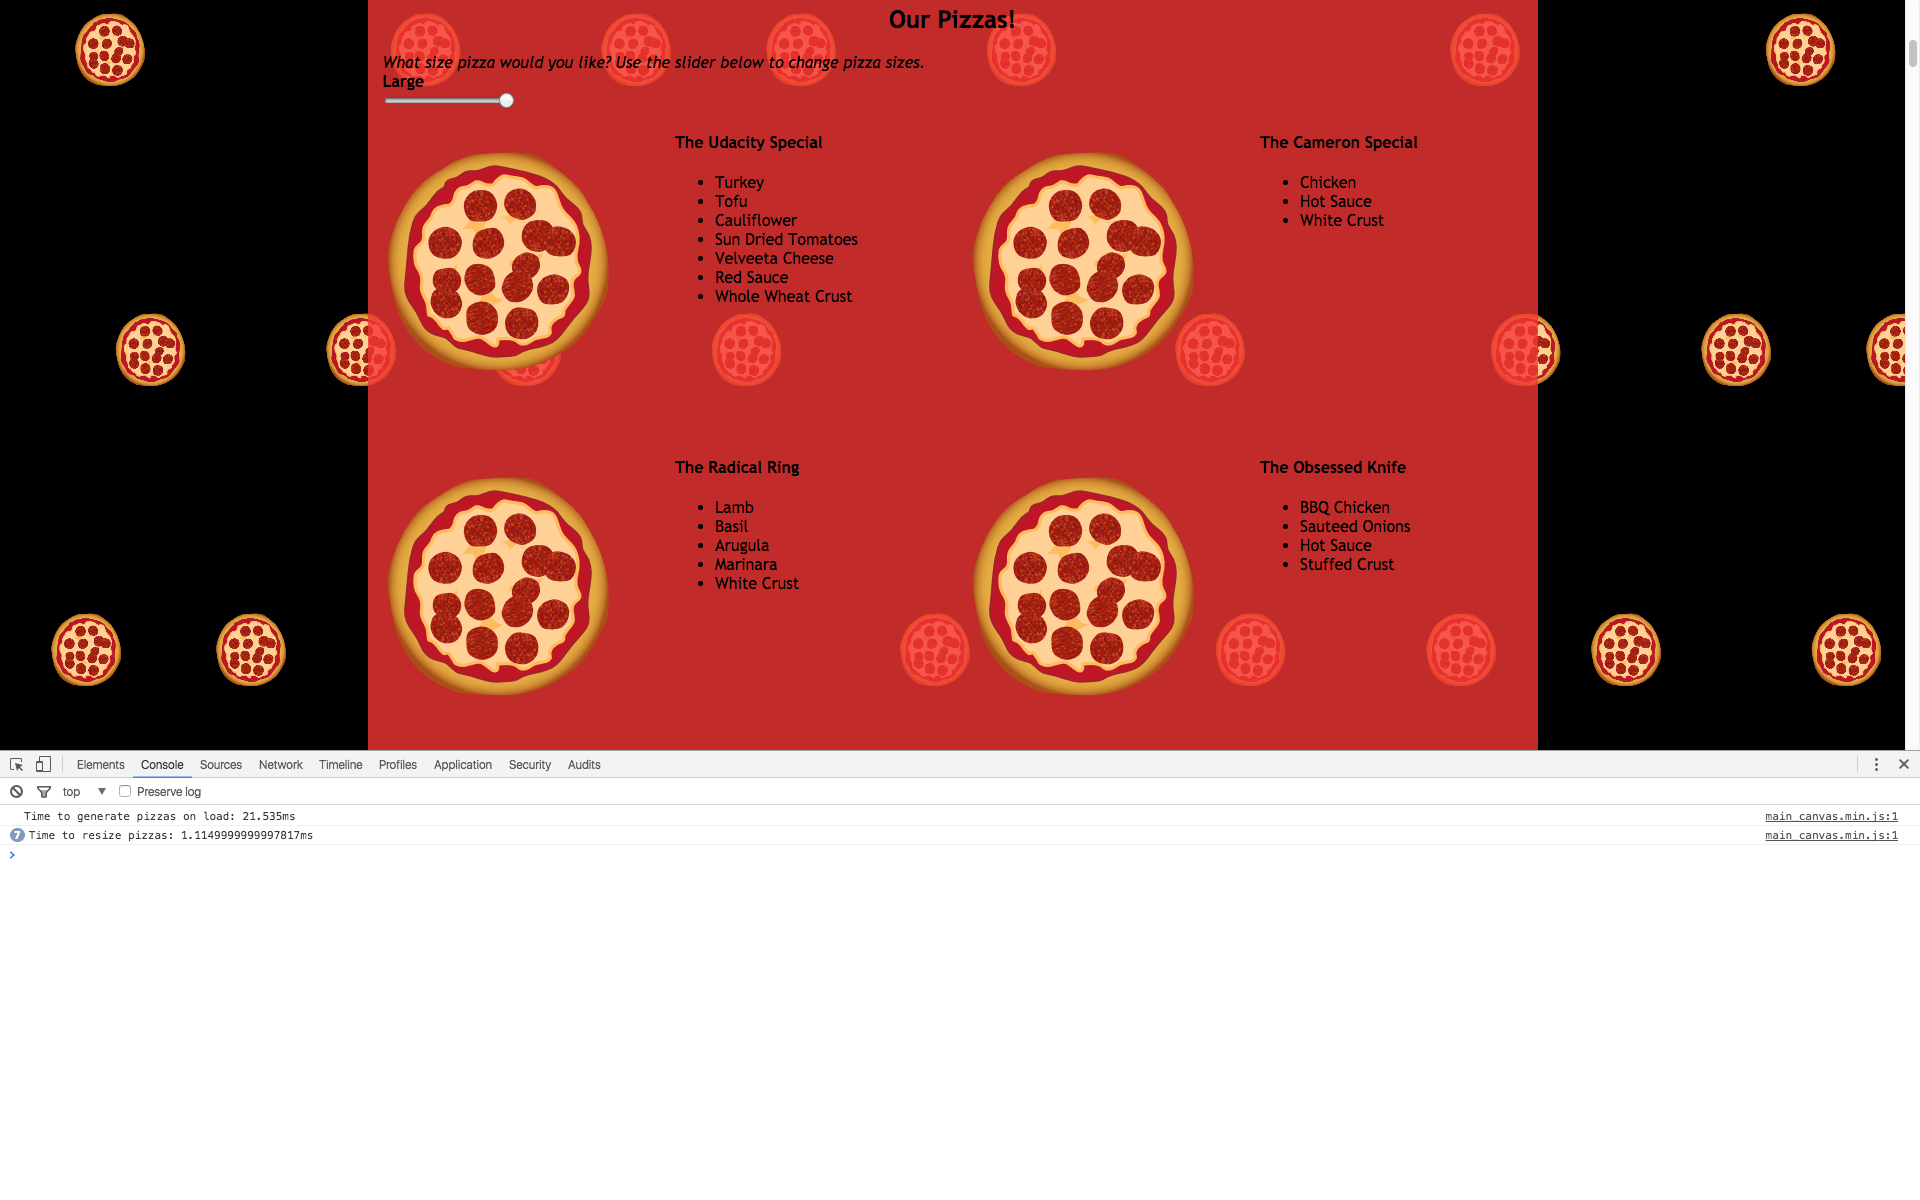 Our Pizzas!
What size pizza would you like? Use the slider below to change pizza sizes.
Large
The Udacity Special
Turkey
Tofu
Cauliflower
Sun Dried Tomatoes
Velveeta Cheese
Red Sauce
Whole Wheat Crust
The Cameron Special
Chicken
Hot Sauce
White Crust
The Radical Ring
Lamb
Basil
Arugula
Marinara
White Crust
The Obsessed Knife
BBQ Chicken
Sauteed Onions
Hot Sauce
Stuffed Crust
Elements Console Sources Network Timeline Profiles Application Security Audits
top Preserve log
Time to generate pizzas on load: 21.535ms main_canvas.min.js:1
7 Time to resize pizzas: 1.1149999999997817ms main_canvas.min.js:1